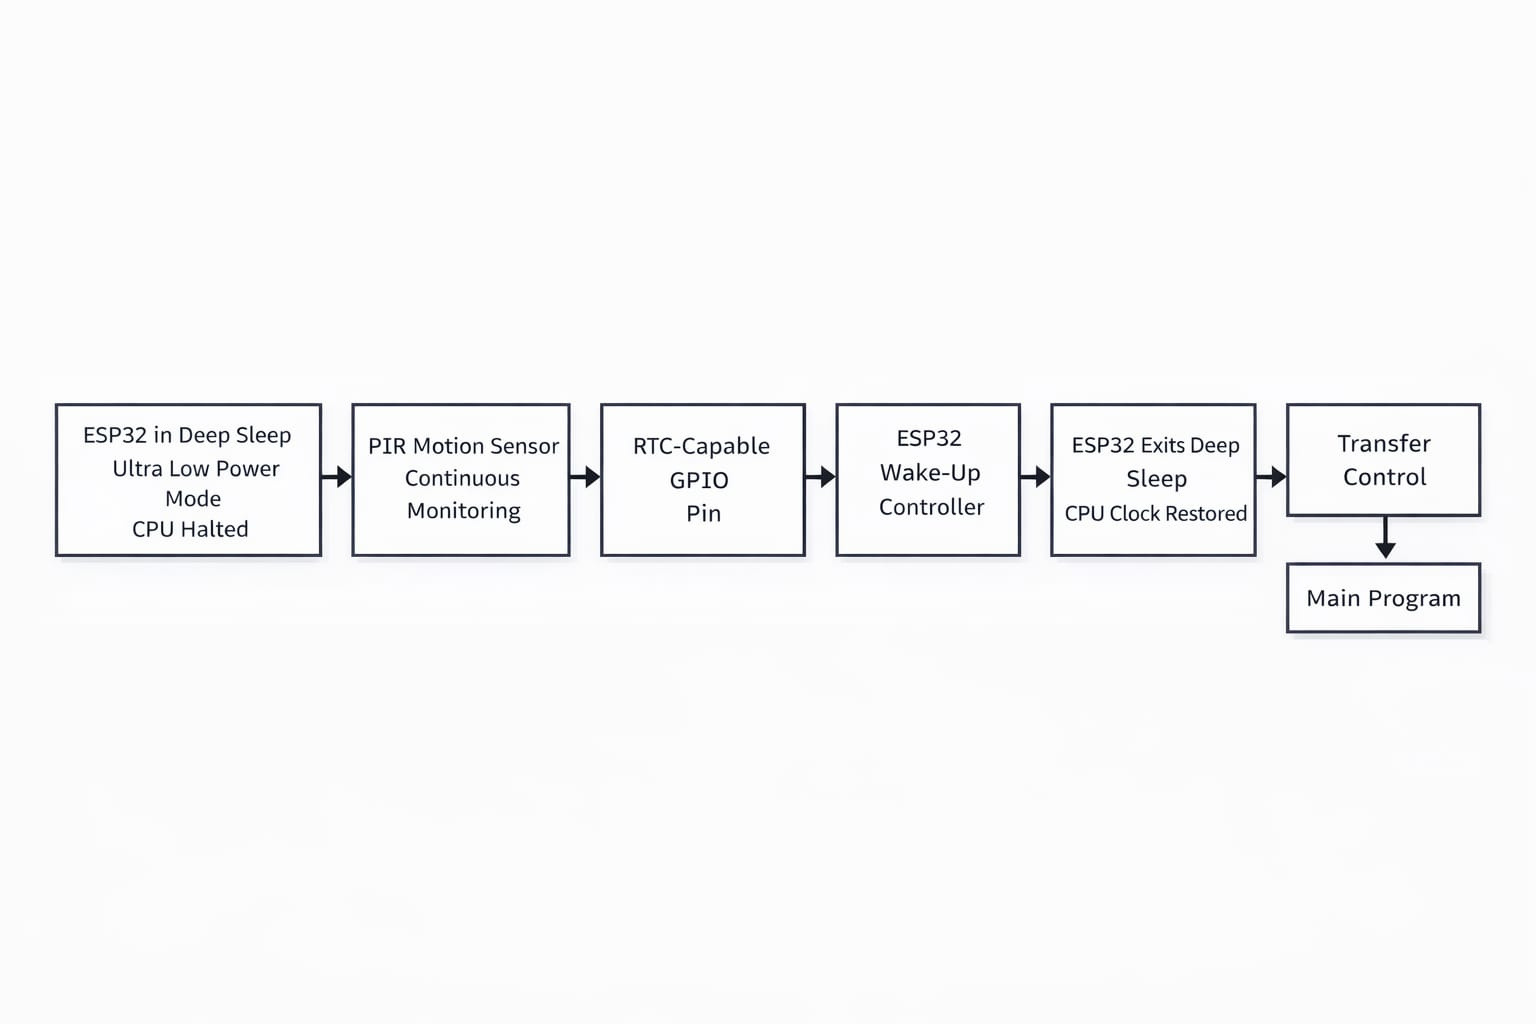 ESP32 in Deep Sleep
Ultra Low Power
Mode
CPU Halted
PIR Motion Sensor
Continuous
Monitoring
RTC-Capable
GPIO
Pin
ESP32
Wake-Up
Controller
ESP32 Exits Deep
Sleep
CPU Clock Restored
Transfer
Control
Main Program